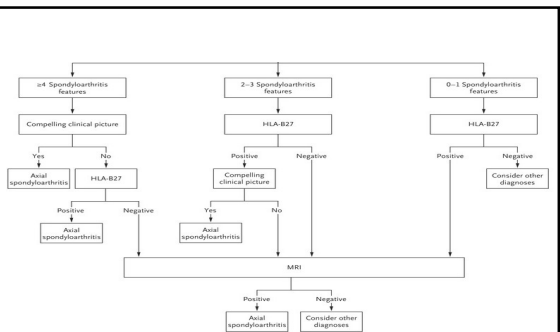 ≥4 Spondyloarthritis
features
2–3 Spondyloarthritis
features
0–1 Spondyloarthritis
features
Compelling clinical picture
HLA-B27
HLA-B27
Yes
No
Positive
Negative
Positive
Negative
Axial
spondyloarthritis
HLA-B27
Compelling
clinical picture
Consider other
diagnoses
Positive
Negative
Yes
No
Axial
spondyloarthritis
Axial
spondyloarthritis
MRI
Positive
Negative
Axial
spondyloarthritis
Consider other
diagnoses